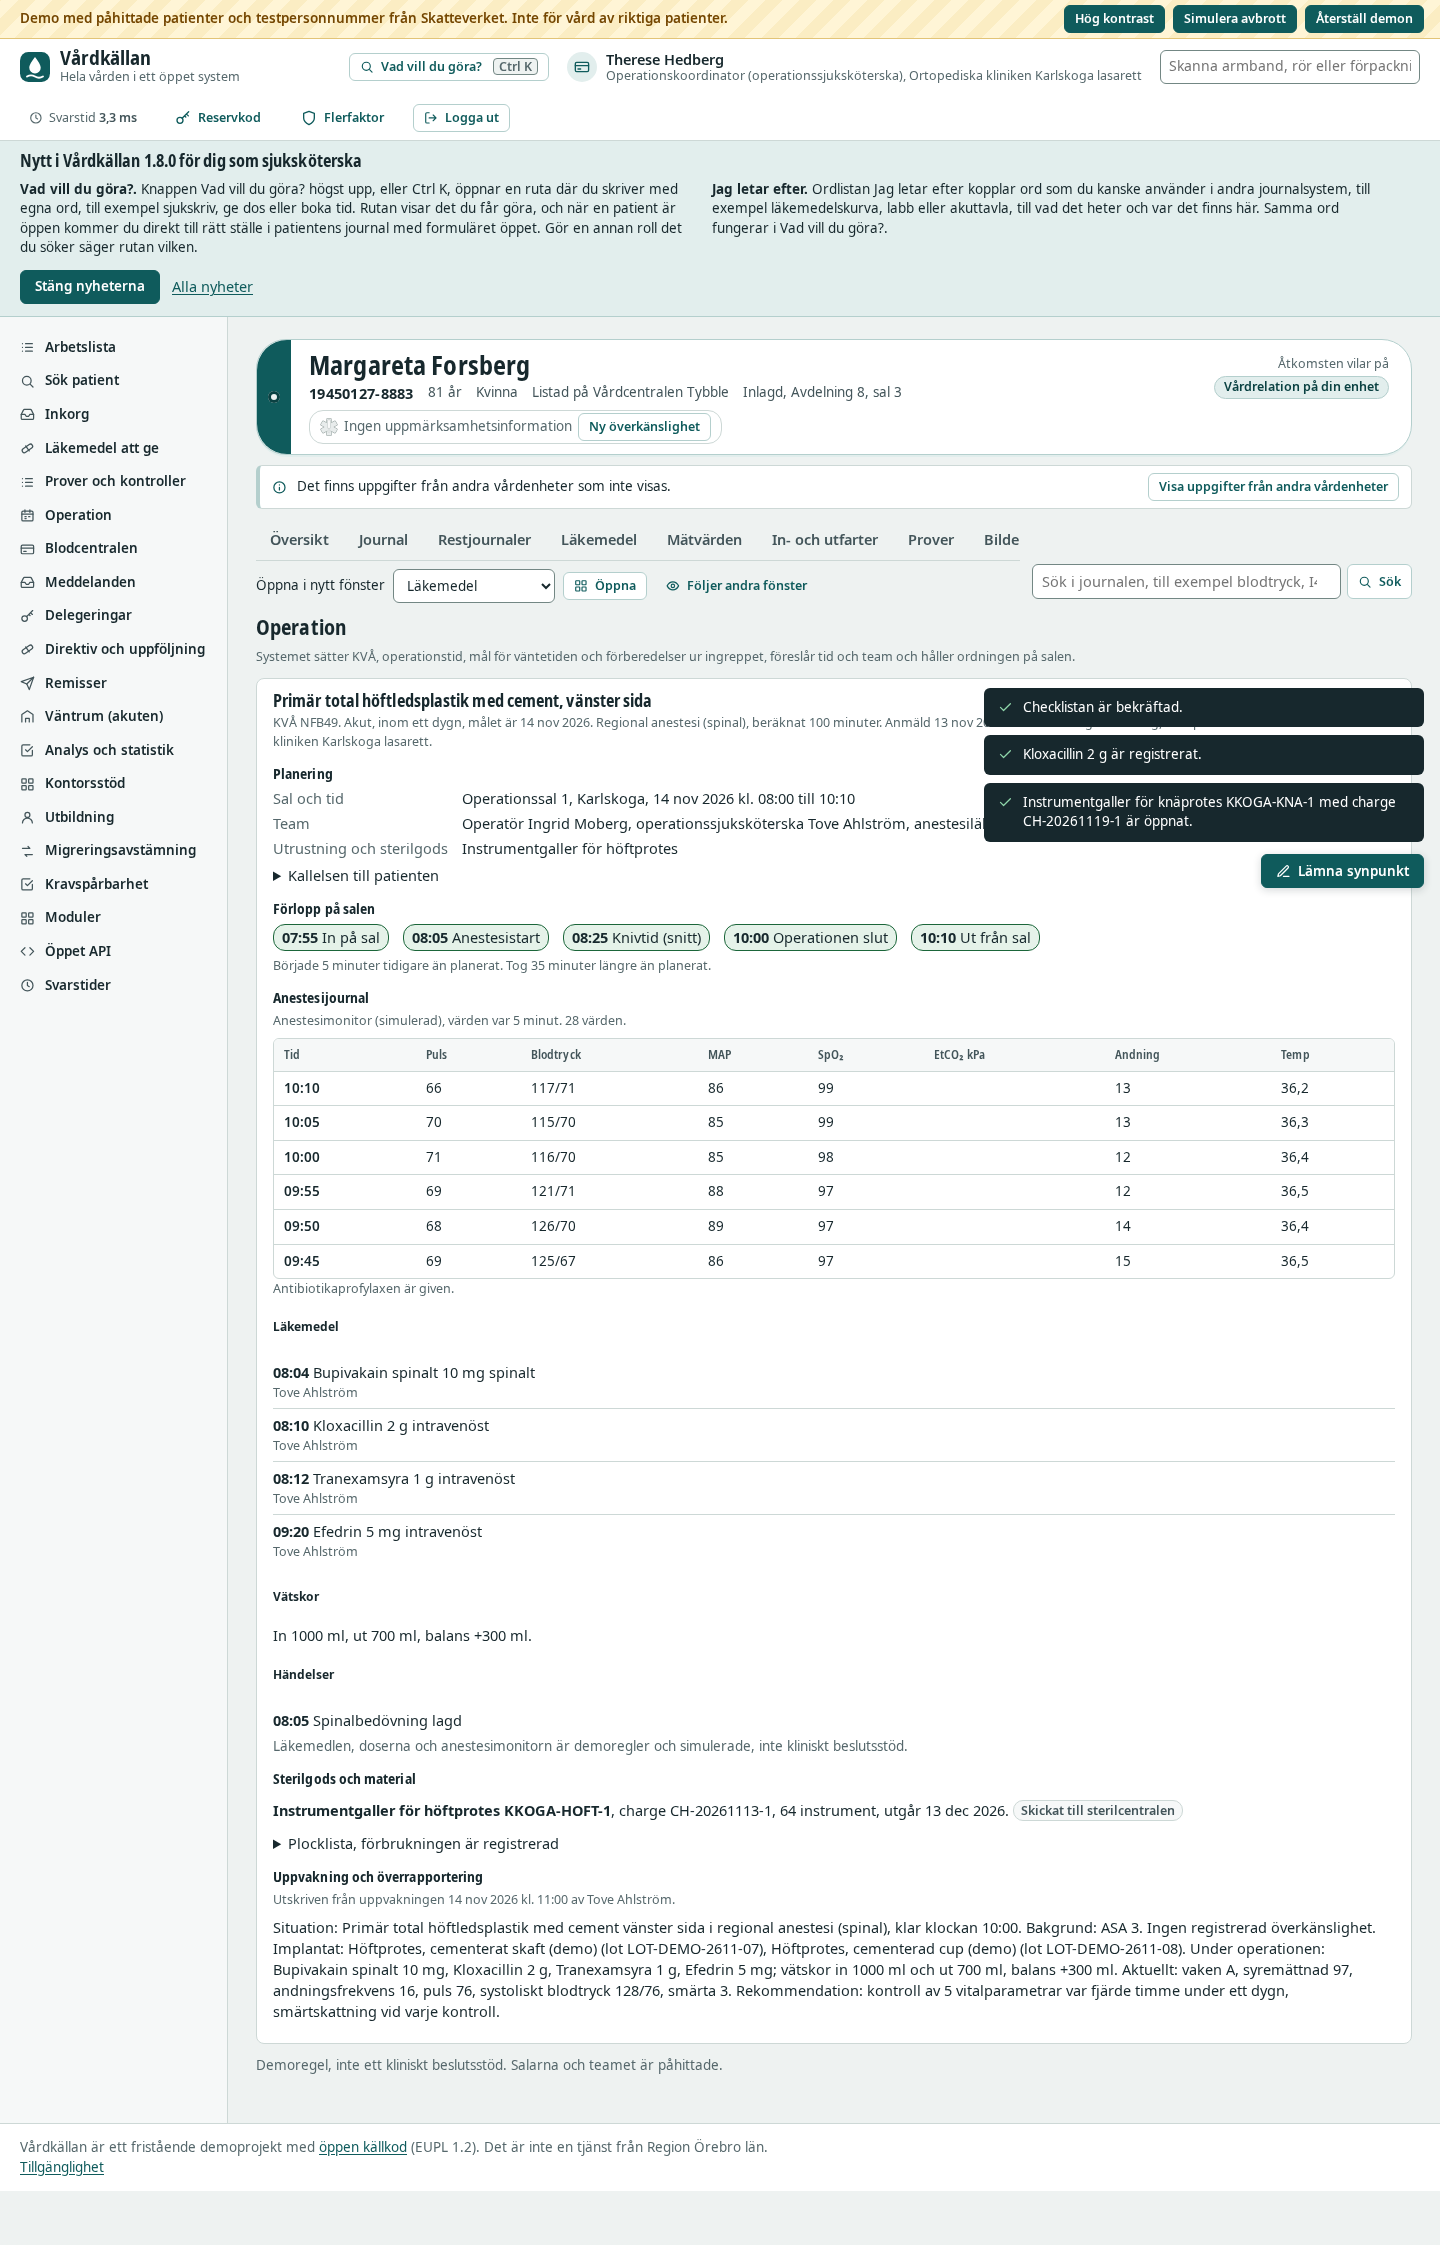 Demo med påhittade patienter och testpersonnummer från Skatteverket. Inte för vård av riktiga patienter.
Hög kontrast
Simulera avbrott
Återställ demon
Vårdkällan
Hela vården i ett öppet system
Vad vill du göra? Ctrl K
Therese Hedberg
Operationskoordinator (operationssjuksköterska), Ortopediska kliniken Karlskoga lasarett
Skanna armband, rör eller förpackni
Svarstid 3,3 ms
Reservkod
Flerfaktor
Logga ut
Nytt i Vårdkällan 1.8.0 för dig som sjuksköterska
Vad vill du göra?. Knappen Vad vill du göra? högst upp, eller Ctrl K, öppnar en ruta där du skriver med
egna ord, till exempel sjukskriv, ge dos eller boka tid. Rutan visar det du får göra, och när en patient är
öppen kommer du direkt till rätt ställe i patientens journal med formuläret öppet. Gör en annan roll det
du söker säger rutan vilken.
Jag letar efter. Ordlistan Jag letar efter kopplar ord som du kanske använder i andra journalsystem, till
exempel läkemedelskurva, labb eller akuttavla, till vad det heter och var det finns här. Samma ord
fungerar i Vad vill du göra?.
Stäng nyheterna
Alla nyheter
Arbetslista
Sök patient
Inkorg
Läkemedel att ge
Prover och kontroller
Operation
Blodcentralen
Meddelanden
Delegeringar
Direktiv och uppföljning
Remisser
Väntrum (akuten)
Analys och statistik
Kontorsstöd
Utbildning
Migreringsavstämning
Kravspårbarhet
Moduler
Öppet API
Svarstider
Margareta Forsberg
19450127-8883 81 år Kvinna Listad på Vårdcentralen Tybble Inlagd, Avdelning 8, sal 3
Ingen uppmärksamhetsinformation
Ny överkänslighet
Åtkomsten vilar på
Vårdrelation på din enhet
Det finns uppgifter från andra vårdenheter som inte visas.
Visa uppgifter från andra vårdenheter
Översikt Journal Restjournaler Läkemedel Mätvärden In- och utfarter Prover Bilde
Öppna i nytt fönster
Läkemedel
Öppna
Följer andra fönster
Sök i journalen, till exempel blodtryck, I4
Sök
Operation
Systemet sätter KVÅ, operationstid, mål för väntetiden och förberedelser ur ingreppet, föreslår tid och team och håller ordningen på salen.
Primär total höftledsplastik med cement, vänster sida
KVÅ NFB49. Akut, inom ett dygn, målet är 14 nov 2026. Regional anestesi (spinal), beräknat 100 minuter. Anmäld 13 nov 2
kliniken Karlskoga lasarett.
Checklistan är bekräftad.
Kloxacillin 2 g är registrerat.
Instrumentgaller för knäprotes KKOGA-KNA-1 med charge
CH-20261119-1 är öppnat.
Lämna synpunkt
Planering
Sal och tid Operationssal 1, Karlskoga, 14 nov 2026 kl. 08:00 till 10:10
Team Operatör Ingrid Moberg, operationssjuksköterska Tove Ahlström, anestesilä
Utrustning och sterilgods Instrumentgaller för höftprotes
Kallelsen till patienten
Förlopp på salen
07:55 In på sal
08:05 Anestesistart
08:25 Knivtid (snitt)
10:00 Operationen slut
10:10 Ut från sal
Började 5 minuter tidigare än planerat. Tog 35 minuter längre än planerat.
Anestesijournal
Anestesimonitor (simulerad), värden var 5 minut. 28 värden.
Tid Puls Blodtryck MAP SpO₂ EtCO₂ kPa Andning Temp
10:10 66 117/71 86 99 13 36,2
10:05 70 115/70 85 99 13 36,3
10:00 71 116/70 85 98 12 36,4
09:55 69 121/71 88 97 12 36,5
09:50 68 126/70 89 97 14 36,4
09:45 69 125/67 86 97 15 36,5
Antibiotikaprofylaxen är given.
Läkemedel
08:04 Bupivakain spinalt 10 mg spinalt
Tove Ahlström
08:10 Kloxacillin 2 g intravenöst
Tove Ahlström
08:12 Tranexamsyra 1 g intravenöst
Tove Ahlström
09:20 Efedrin 5 mg intravenöst
Tove Ahlström
Vätskor
In 1000 ml, ut 700 ml, balans +300 ml.
Händelser
08:05 Spinalbedövning lagd
Läkemedlen, doserna och anestesimonitorn är demoregler och simulerade, inte kliniskt beslutsstöd.
Sterilgods och material
Instrumentgaller för höftprotes KKOGA-HOFT-1, charge CH-20261113-1, 64 instrument, utgår 13 dec 2026. Skickat till sterilcentralen
Plocklista, förbrukningen är registrerad
Uppvakning och överrapportering
Utskriven från uppvakningen 14 nov 2026 kl. 11:00 av Tove Ahlström.
Situation: Primär total höftledsplastik med cement vänster sida i regional anestesi (spinal), klar klockan 10:00. Bakgrund: ASA 3. Ingen registrerad överkänslighet.
Implantat: Höftprotes, cementerat skaft (demo) (lot LOT-DEMO-2611-07), Höftprotes, cementerad cup (demo) (lot LOT-DEMO-2611-08). Under operationen:
Bupivakain spinalt 10 mg, Kloxacillin 2 g, Tranexamsyra 1 g, Efedrin 5 mg; vätskor in 1000 ml och ut 700 ml, balans +300 ml. Aktuellt: vaken A, syremättnad 97,
andningsfrekvens 16, puls 76, systoliskt blodtryck 128/76, smärta 3. Rekommendation: kontroll av 5 vitalparametrar var fjärde timme under ett dygn,
smärtskattning vid varje kontroll.
Demoregel, inte ett kliniskt beslutsstöd. Salarna och teamet är påhittade.
Vårdkällan är ett fristående demoprojekt med öppen källkod (EUPL 1.2). Det är inte en tjänst från Region Örebro län.
Tillgänglighet